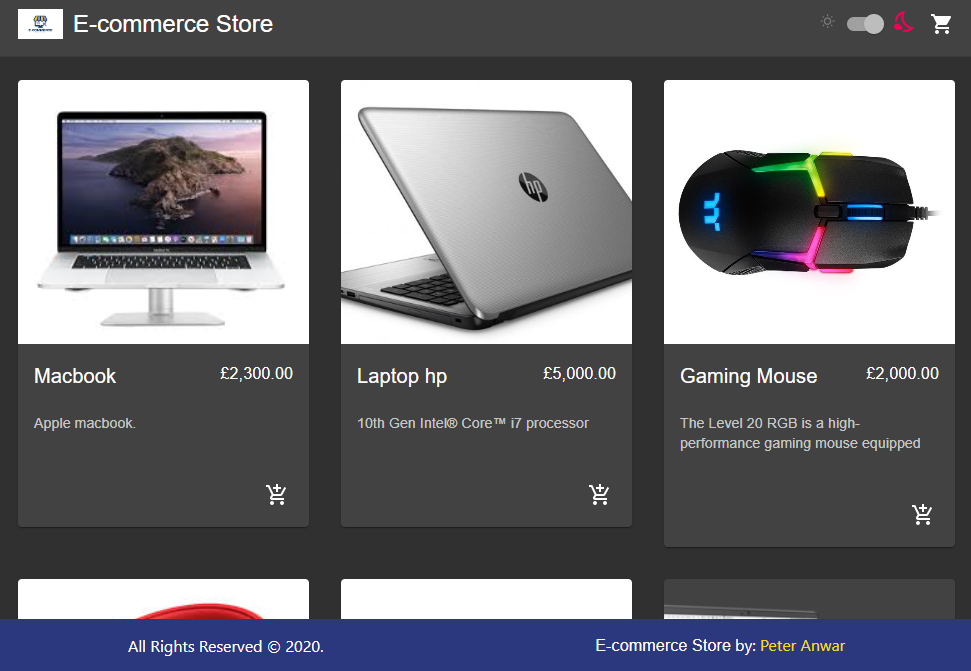 E-commerce Store
hp
Macbook
£2,300.00
Apple macbook.
Laptop hp
£5,000.00
10th Gen Intel® Core™ i7 processor
Gaming Mouse
£2,000.00
The Level 20 RGB is a high-
performance gaming mouse equipped
All Rights Reserved © 2020.
E-commerce Store by: Peter Anwar